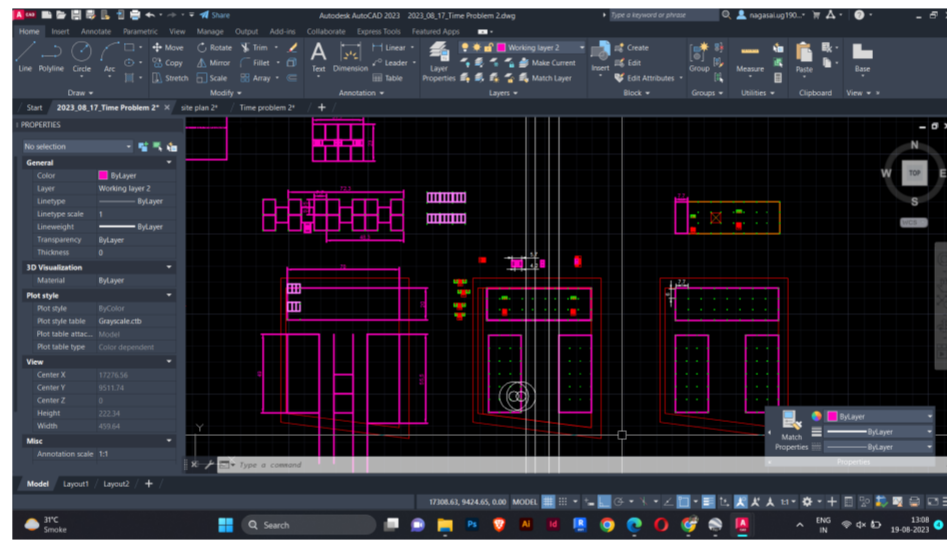 A CAD Share Autodesk AutoCAD 2023 2023_08_17_Time Problem 2.dwg Type a keyword or phrase nagasai.ug190...
Home Insert Annotate Parametric View Manage Output Add-ins Collaborate Express Tools Featured Apps
Line Polyline Circle Arc
Move Rotate Trim
Copy Mirror Fillet
Stretch Scale Array
Text Dimension
Linear
Leader
Table
Layer Properties
Working layer 2
Make Current
Match Layer
Insert
Create
Edit
Edit Attributes
Group Measure Paste Base
Draw Modify Annotation Layers Block Groups Utilities Clipboard View
Start 2023_08_17_Time Problem 2* site plan 2* Time problem 2* +
PROPERTIES
No selection
General
Color ByLayer
Layer Working layer 2
Linetype ByLayer
Linetype scale 1
Lineweight ByLayer
Transparency ByLayer
Thickness 0
3D Visualization
Material ByLayer
Plot style
Plot style ByColor
Plot style table Grayscale.ctb
Plot table attac... Model
Plot table type Color dependent
View
Center X 17276.56
Center Y 9511.74
Center Z 0
Height 222.34
Width 459.64
Misc
Annotation scale 1:1
N
W TOP E
S
WCS
Y
Match Properties
ByLayer
ByLayer
ByLayer
Properties
Type a command
Model Layout1 Layout2 +
17308.63, 9424.65, 0.00 MODEL 1:1
31°C
Smoke
Search
Ps Ai Id R A
ENG
IN
13:08
19-08-2023